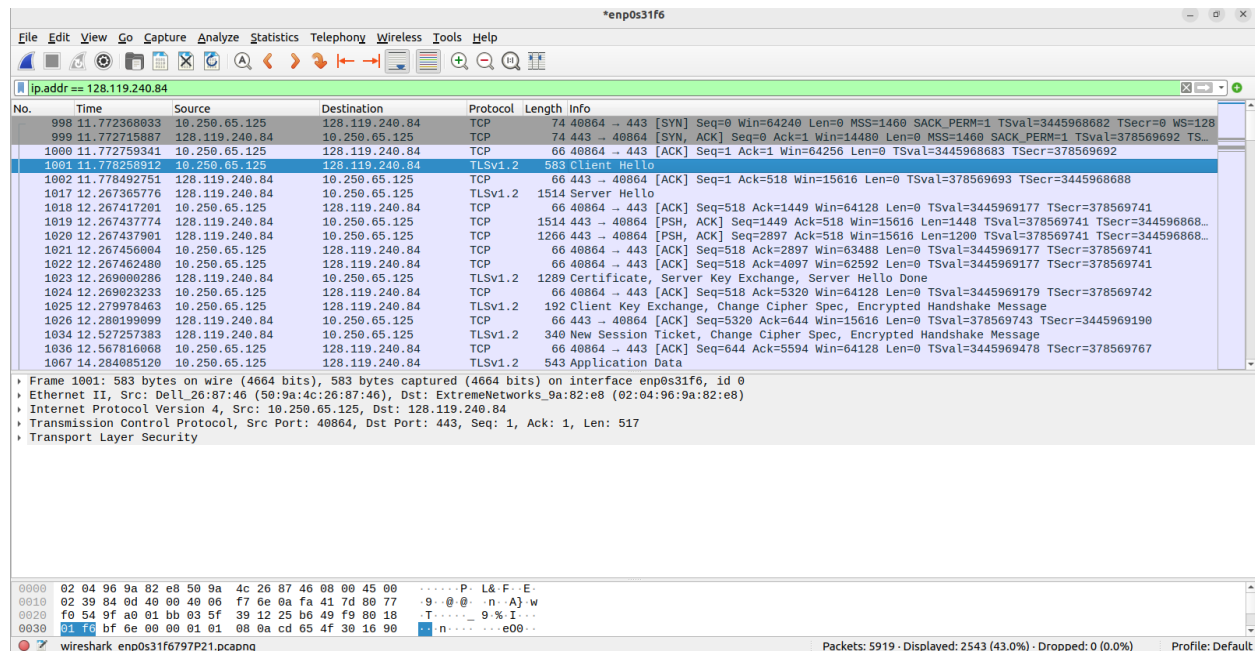 *enp0s31f6
File Edit View Go Capture Analyze Statistics Telephony Wireless Tools Help
ip.addr == 128.119.240.84
No. Time Source Destination Protocol Length Info
998 11.772368033 10.250.65.125 128.119.240.84 TCP 74 40864 → 443 [SYN] Seq=0 Win=64240 Len=0 MSS=1460 SACK_PERM=1 TSval=3445968682 TSecr=0 WS=128
999 11.772715887 128.119.240.84 10.250.65.125 TCP 74 443 → 40864 [SYN, ACK] Seq=0 Ack=1 Win=14480 Len=0 MSS=1460 SACK_PERM=1 TSval=378569692 TS…
1000 11.772759341 10.250.65.125 128.119.240.84 TCP 66 40864 → 443 [ACK] Seq=1 Ack=1 Win=64256 Len=0 TSval=3445968683 TSecr=378569692
1001 11.778258912 10.250.65.125 128.119.240.84 TLSv1.2 583 Client Hello
1002 11.778492751 128.119.240.84 10.250.65.125 TCP 66 443 → 40864 [ACK] Seq=1 Ack=518 Win=15616 Len=0 TSval=378569693 TSecr=3445968688
1017 12.267365776 128.119.240.84 10.250.65.125 TLSv1.2 1514 Server Hello
1018 12.267417201 10.250.65.125 128.119.240.84 TCP 66 40864 → 443 [ACK] Seq=518 Ack=1449 Win=64128 Len=0 TSval=3445969177 TSecr=378569741
1019 12.267437774 128.119.240.84 10.250.65.125 TCP 1514 443 → 40864 [PSH, ACK] Seq=1449 Ack=518 Win=15616 Len=1448 TSval=378569741 TSecr=344596868…
1020 12.267437901 128.119.240.84 10.250.65.125 TCP 1266 443 → 40864 [PSH, ACK] Seq=2897 Ack=518 Win=15616 Len=1200 TSval=378569741 TSecr=344596868…
1021 12.267456004 10.250.65.125 128.119.240.84 TCP 66 40864 → 443 [ACK] Seq=518 Ack=2897 Win=63488 Len=0 TSval=3445969177 TSecr=378569741
1022 12.267462480 10.250.65.125 128.119.240.84 TCP 66 40864 → 443 [ACK] Seq=518 Ack=4097 Win=62592 Len=0 TSval=3445969177 TSecr=378569741
1023 12.269000286 128.119.240.84 10.250.65.125 TLSv1.2 1289 Certificate, Server Key Exchange, Server Hello Done
1024 12.269023233 10.250.65.125 128.119.240.84 TCP 66 40864 → 443 [ACK] Seq=518 Ack=5320 Win=64128 Len=0 TSval=3445969179 TSecr=378569742
1025 12.279978463 10.250.65.125 128.119.240.84 TLSv1.2 192 Client Key Exchange, Change Cipher Spec, Encrypted Handshake Message
1026 12.280199099 128.119.240.84 10.250.65.125 TCP 66 443 → 40864 [ACK] Seq=5320 Ack=644 Win=15616 Len=0 TSval=378569743 TSecr=3445969190
1034 12.527257383 128.119.240.84 10.250.65.125 TLSv1.2 340 New Session Ticket, Change Cipher Spec, Encrypted Handshake Message
1036 12.567816068 10.250.65.125 128.119.240.84 TCP 66 40864 → 443 [ACK] Seq=644 Ack=5594 Win=64128 Len=0 TSval=3445969478 TSecr=378569767
1067 14.284085120 10.250.65.125 128.119.240.84 TLSv1.2 543 Application Data
Frame 1001: 583 bytes on wire (4664 bits), 583 bytes captured (4664 bits) on interface enp0s31f6, id 0
Ethernet II, Src: Dell_26:87:46 (50:9a:4c:26:87:46), Dst: ExtremeNetworks_9a:82:e8 (02:04:96:9a:82:e8)
Internet Protocol Version 4, Src: 10.250.65.125, Dst: 128.119.240.84
Transmission Control Protocol, Src Port: 40864, Dst Port: 443, Seq: 1, Ack: 1, Len: 517
Transport Layer Security
0000 02 04 96 9a 82 e8 50 9a 4c 26 87 46 08 00 45 00 ······P· L&·F··E·
0010 02 39 84 0d 40 00 40 06 f7 6e 0a fa 41 7d 80 77 ·9··@·@· ·n··A}·w
0020 f0 54 9f a0 01 bb 03 5f 39 12 25 b6 49 f9 80 18 ·T·····_ 9·%·I···
0030 01 f6 bf 6e 00 00 01 01 08 0a cd 65 4f 30 16 90 ···n···· ···eO0··
wireshark_enp0s31f6797P21.pcapng Packets: 5919 · Displayed: 2543 (43.0%) · Dropped: 0 (0.0%) Profile: Default